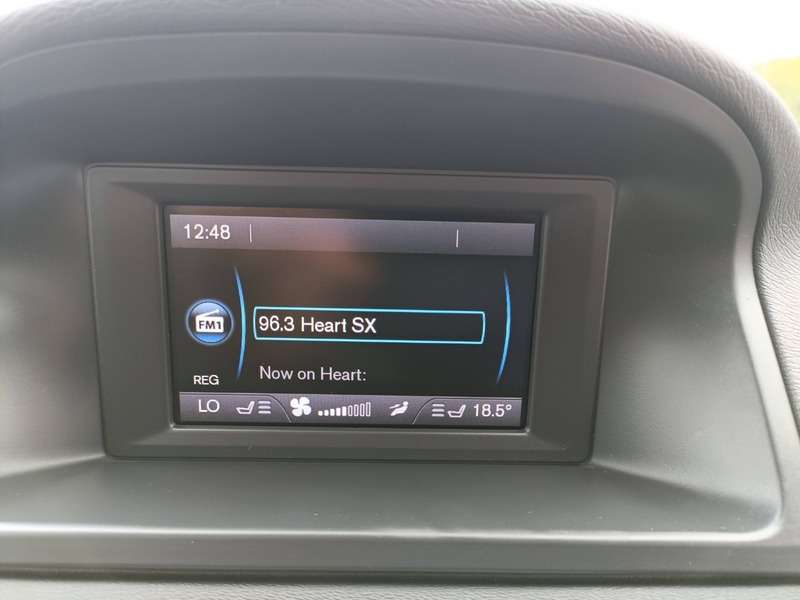 12:48
FM1
96.3 Heart SX
REG
Now on Heart:
LO
18.5°